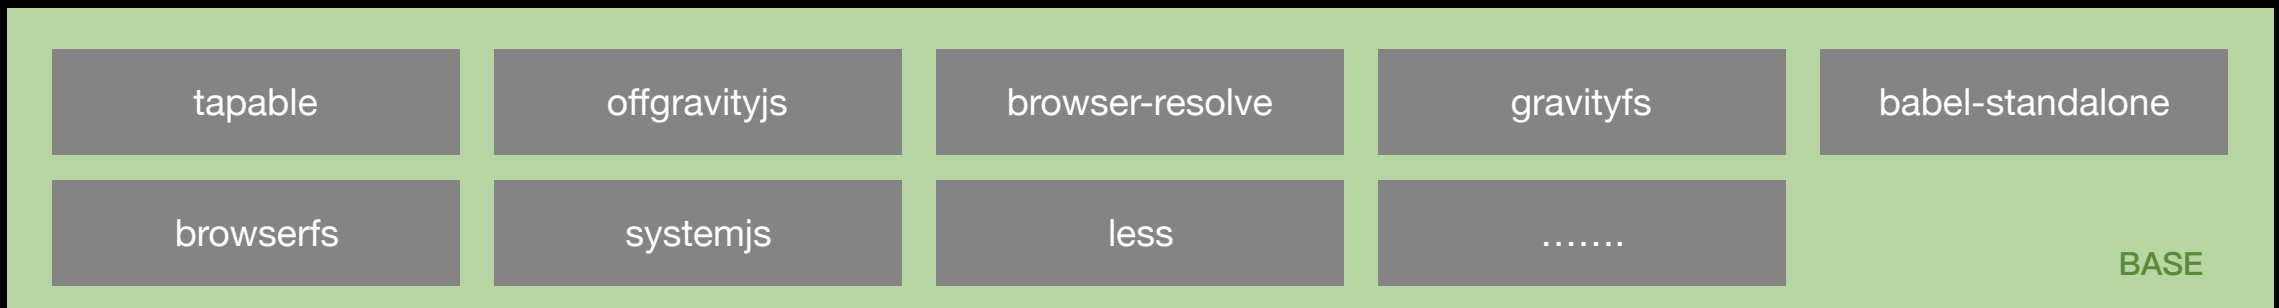 tapable
offgravityjs
browser-resolve
gravityfs
babel-standalone
browserfs
systemjs
less
.......
BASE